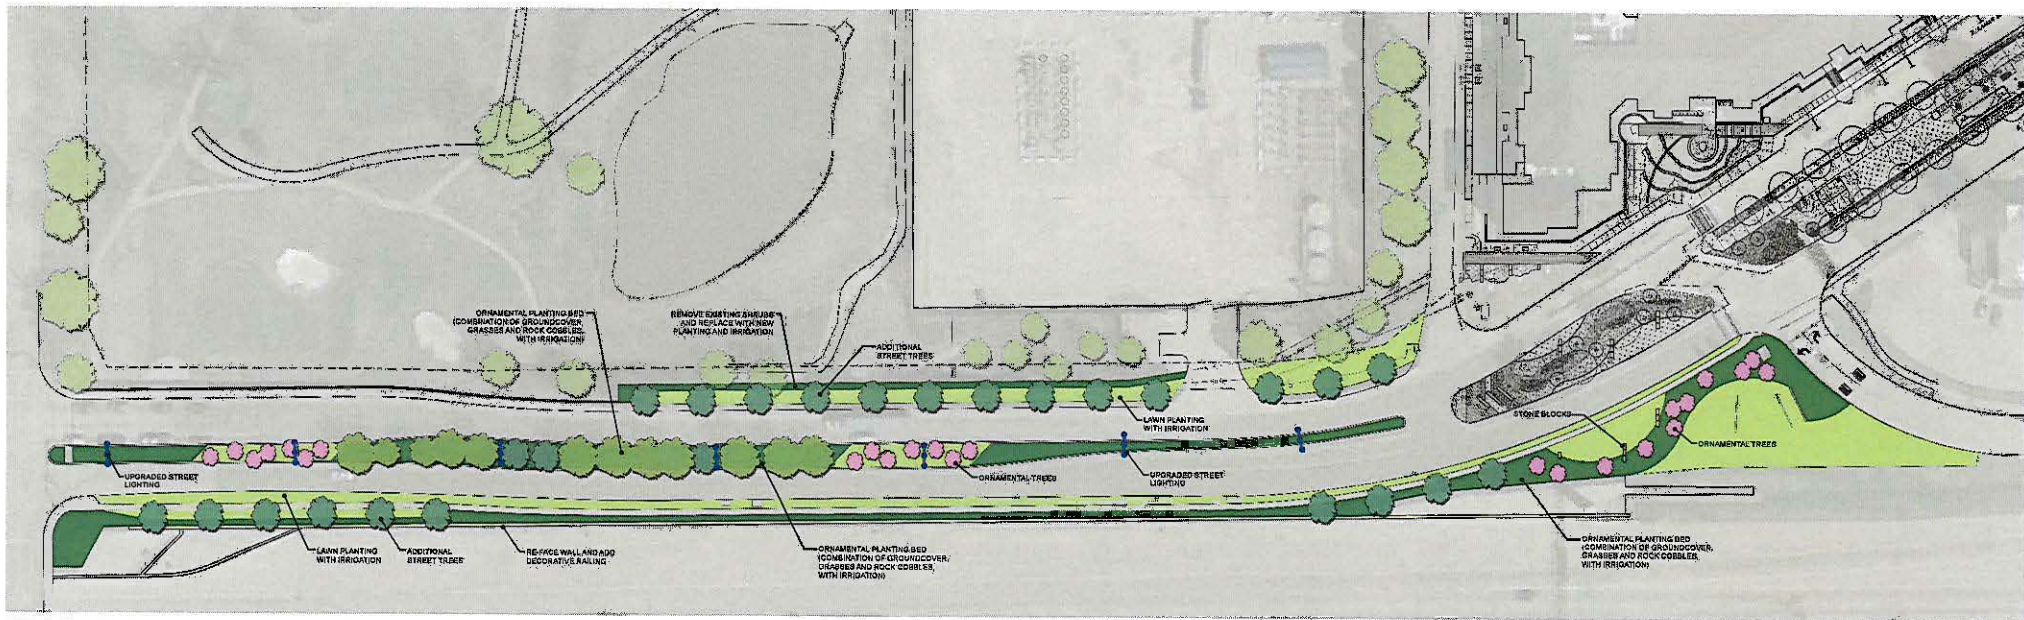 ORNAMENTAL PLANTING BED
(COMBINATION OF GROUNDCOVER,
GRASSES AND ROCK COBBLES,
WITH IRRIGATION)
REMOVE EXISTING SHRUBS
AND REPLACE WITH NEW
PLANTING AND IRRIGATION
ADDITIONAL
STREET TREES
LAWN PLANTING
WITH IRRIGATION
STONE BLOCKS
ORNAMENTAL TREES
UPGRADED STREET
LIGHTING
ORNAMENTAL TREES
UPGRADED STREET
LIGHTING
LAWN PLANTING
WITH IRRIGATION
ADDITIONAL
STREET TREES
RE-FACE WALL AND ADD
DECORATIVE RAILING
ORNAMENTAL PLANTING BED
(COMBINATION OF GROUNDCOVER,
GRASSES AND ROCK COBBLES,
WITH IRRIGATION)
ORNAMENTAL PLANTING BED
(COMBINATION OF GROUNDCOVER,
GRASSES AND ROCK COBBLES,
WITH IRRIGATION)